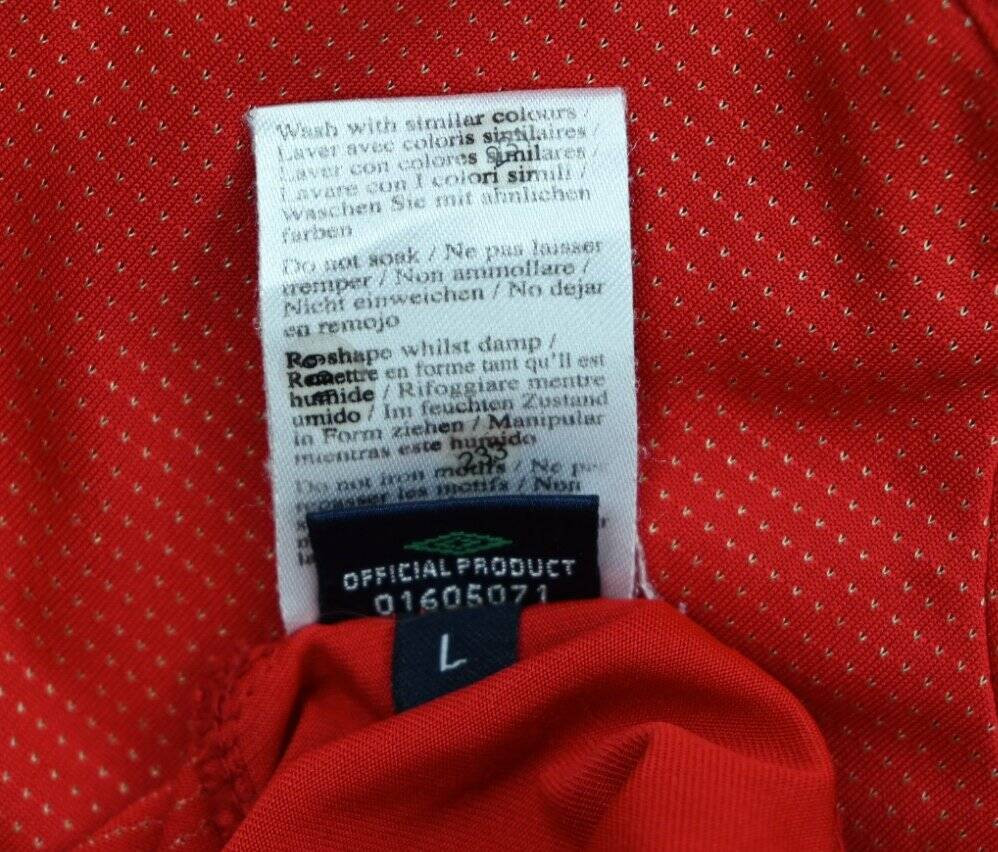 Wash with similar colours /
Laver avec coloris similaires /
Laver con colores similares /
Lavare con I colori simili /
Waschen Sie mit ähnlichen
farben
Do not soak / Ne pas laisser
tremper / Non ammollare /
Nicht einweichen / No dejar
en remojo
Re-shape whilst damp /
Remettre en forme tant qu'il est
humide / Rifoggiare mentre
umido / Im feuchten Zustand
in Form ziehen / Manipular
mientras este humido
233
Do not iron motifs / Ne pas
repasser les motifs / Non
OFFICIAL PRODUCT
01605071
L